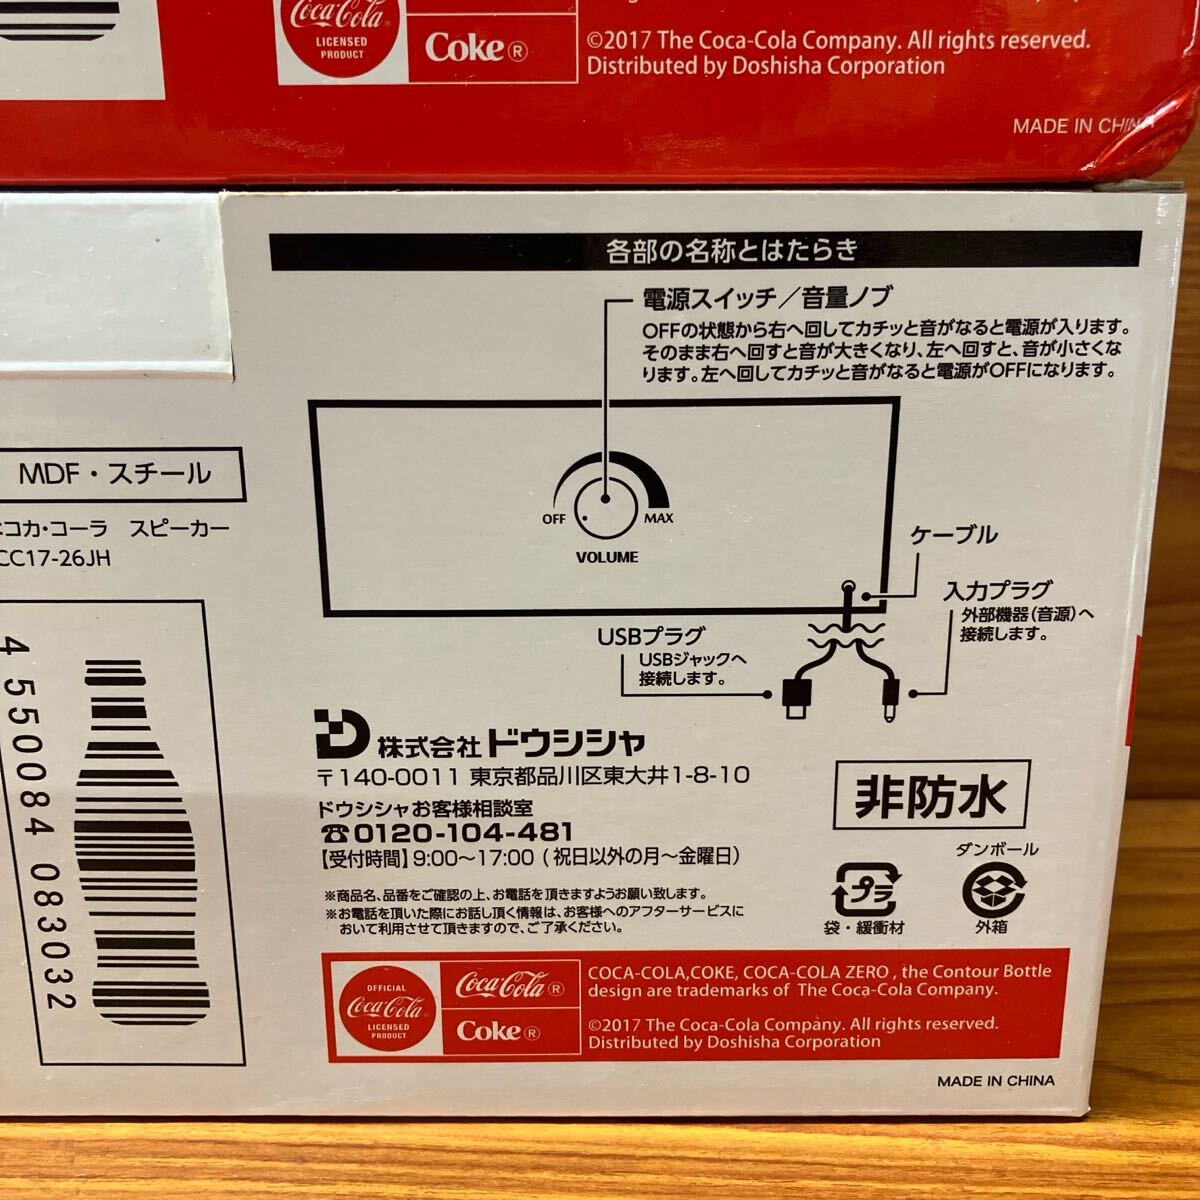 Coca-Cola®
LICENSED
PRODUCT
Coke®
©2017 The Coca-Cola Company. All rights reserved.
Distributed by Doshisha Corporation
MADE IN CHINA
各部の名称とはたらき
電源スイッチ／音量ノブ
OFFの状態から右へ回してカチッと音がなると電源が入ります。
そのまま右へ回すと音が大きくなり、左へ回すと、音が小さくな
ります。左へ回してカチッと音がなると電源がOFFになります。
OFF
MAX
VOLUME
ケーブル
入力プラグ
外部機器（音源）へ
接続します。
USBプラグ
USBジャックへ
接続します。
MDF・スチール
コカ・コーラ　スピーカー
CC17-26JH
4 550084 083032
株式会社ドウシシャ
〒140-0011 東京都品川区東大井1-8-10
ドウシシャお客様相談室
☎0120-104-481
【受付時間】9:00〜17:00（祝日以外の月〜金曜日）
※商品名、品番をご確認の上、お電話を頂きますようお願い致します。
※お電話を頂いた際にお話し頂く情報は、お客様へのアフターサービスに
おいて利用させて頂きますので、ご了承ください。
非防水
プラ
袋・緩衝材
ダンボール
外箱
OFFICIAL
Coca-Cola®
LICENSED
PRODUCT
Coca-Cola®
Coke®
COCA-COLA,COKE, COCA-COLA ZERO , the Contour Bottle
design are trademarks of The Coca-Cola Company.
©2017 The Coca-Cola Company. All rights reserved.
Distributed by Doshisha Corporation
MADE IN CHINA